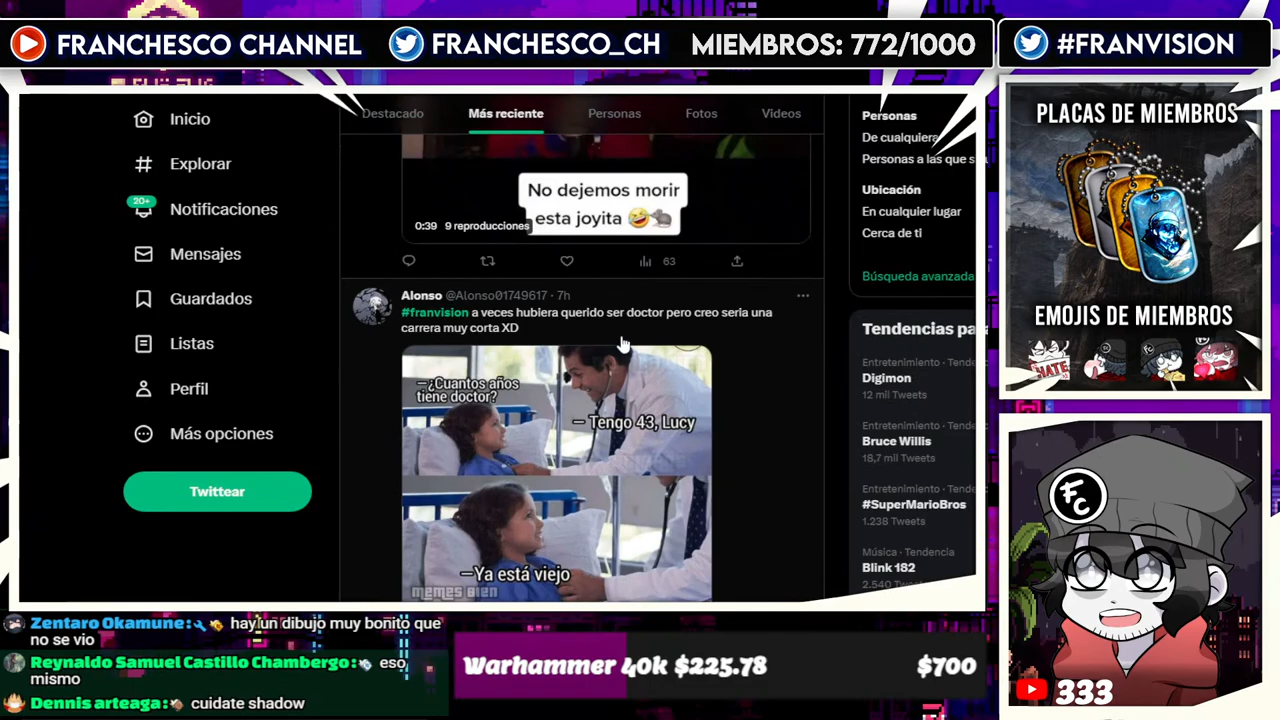 FRANCHESCO CHANNEL
FRANCHESCO_CH
MIEMBROS: 772/1000
#FRANVISION
Inicio
Explorar
20+
Notificaciones
Mensajes
Guardados
Listas
Perfil
Más opciones
Twittear
Destacado
Más reciente
Personas
Fotos
Videos
No dejemos morir
esta joyita 🤣🐀
0:39 9 reproducciones
63
Alonso @Alonso01749617 · 7h
#franvision a veces hubiera querido ser doctor pero creo seria una
carrera muy corta XD
—¿Cuantos años
tiene doctor?
— Tengo 43, Lucy
—Ya está viejo
MEMES BIEN
Personas
De cualquiera
Personas a las que s
Ubicación
En cualquier lugar
Cerca de ti
Búsqueda avanzada
Tendencias pa
Entretenimiento · Tende
Digimon
12 mil Tweets
Entretenimiento · Tende
Bruce Willis
18,7 mil Tweets
Entretenimiento · Tende
#SuperMarioBros
1.238 Tweets
Música · Tendencia
Blink 182
2.540 Tweets
PLACAS DE MIEMBROS
EMOJIS DE MIEMBROS
HATE
FC
333
Zentaro Okamune: hay un dibujo muy bonito que
no se vio
Reynaldo Samuel Castillo Chambergo: eso
mismo
Dennis arteaga: cuidate shadow
Warhammer 40k $225.78
$700